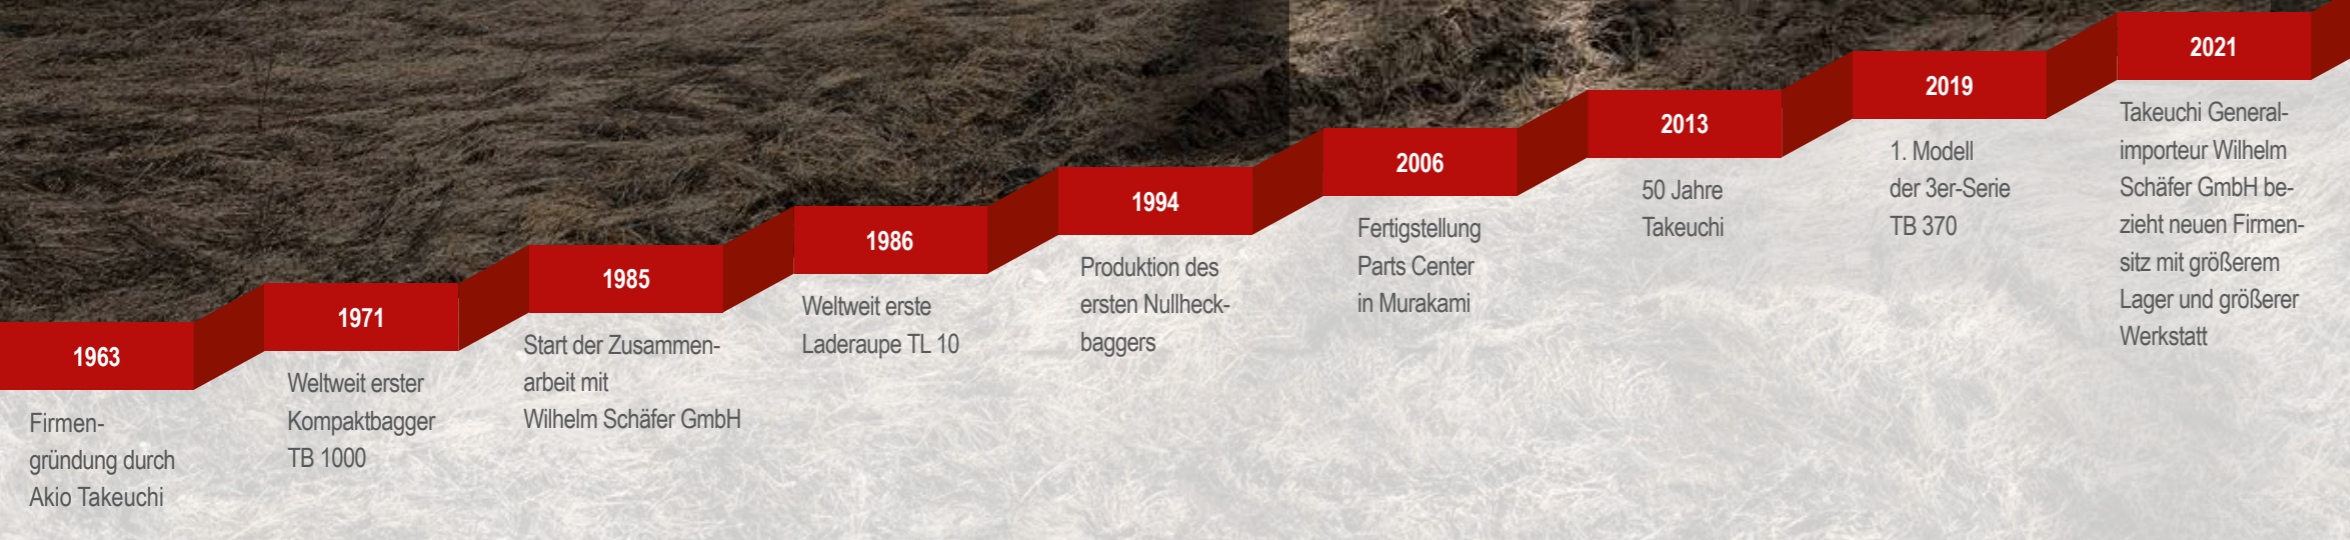 1963
Firmen-
gründung durch
Akio Takeuchi
1971
Weltweit erster
Kompaktbagger
TB 1000
1985
Start der Zusammen-
arbeit mit
Wilhelm Schäfer GmbH
1986
Weltweit erste
Laderaupe TL 10
1994
Produktion des
ersten Nullheck-
baggers
2006
Fertigstellung
Parts Center
in Murakami
2013
50 Jahre
Takeuchi
2019
1. Modell
der 3er-Serie
TB 370
2021
Takeuchi General-
importeur Wilhelm
Schäfer GmbH be-
zieht neuen Firmen-
sitz mit größerem
Lager und größerer
Werkstatt